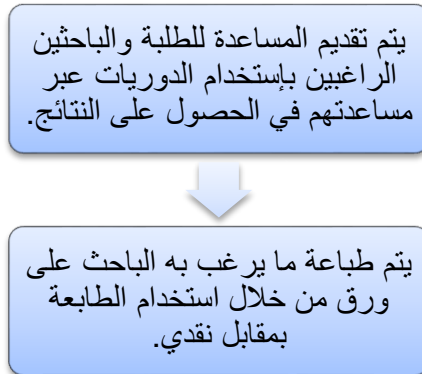 يتم تقديم المساعدة للطلبة والباحثين
الراغبين بإستخدام الدوريات عبر
مساعدتهم في الحصول على النتائج.
يتم طباعة ما يرغب به الباحث على
ورق من خلال استخدام الطابعة
بمقابل نقدي.